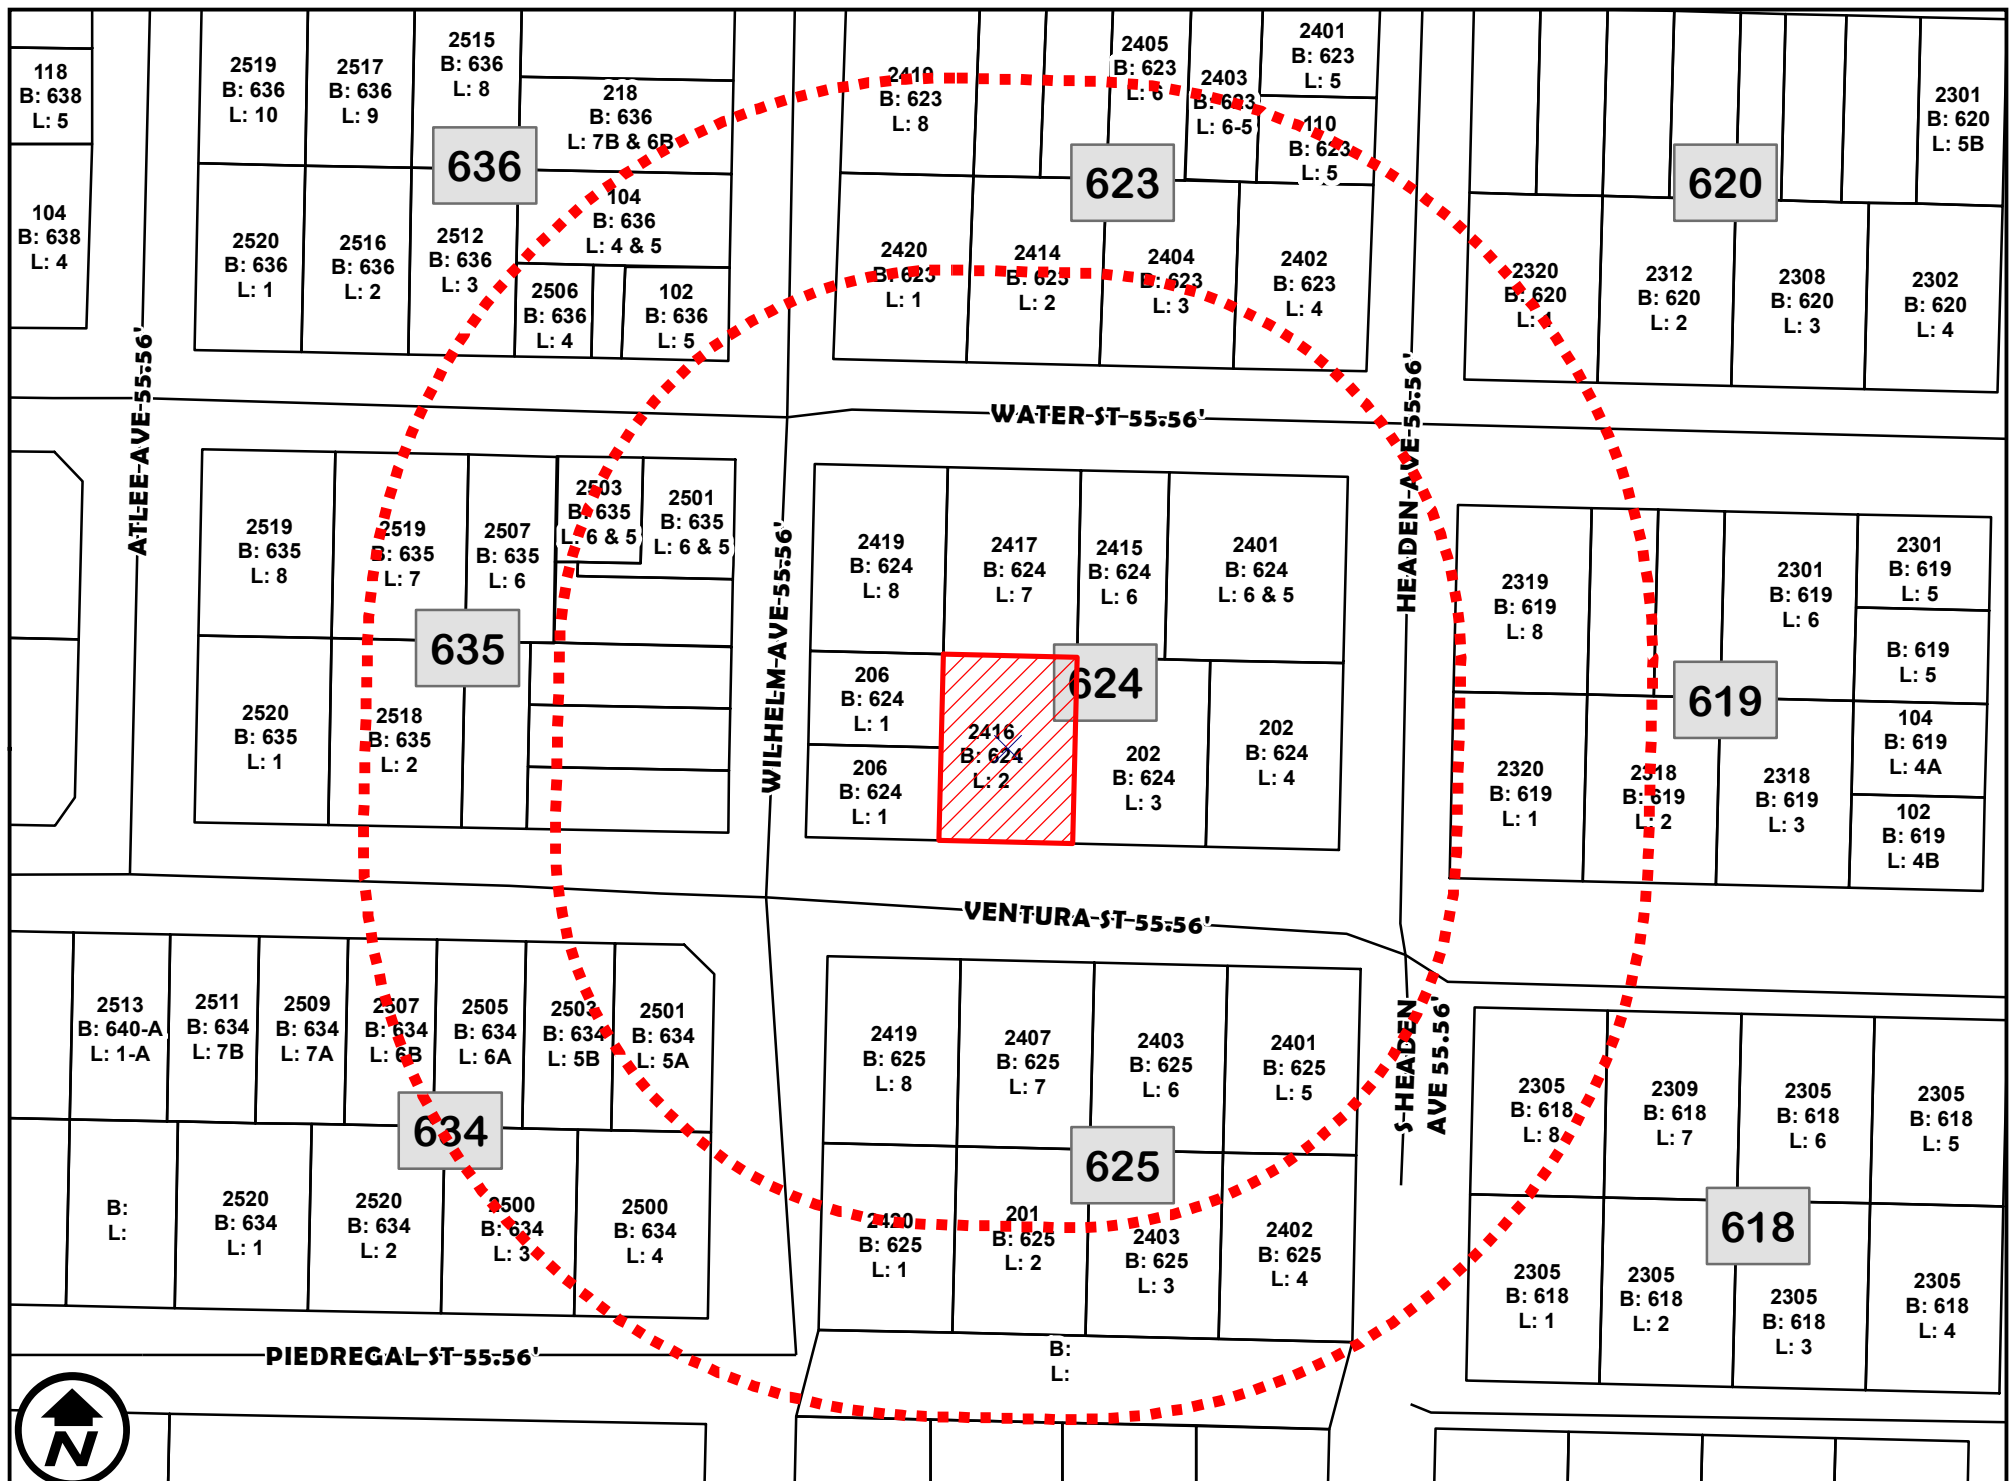 118
B: 638
L: 5
104
B: 638
L: 4
2519
B: 636
L: 10
2517
B: 636
L: 9
2515
B: 636
L: 8
218
B: 636
L: 7B & 6B
636
2520
B: 636
L: 1
2516
B: 636
L: 2
2512
B: 636
L: 3
104
B: 636
L: 4 & 5
2506
B: 636
L: 4
102
B: 636
L: 5
2419
B: 623
L: 8
2405
B: 623
L: 6
2403
B: 623
L: 6-5
2401
B: 623
L: 5
110
B: 623
L: 5
623
2420
B: 623
L: 1
2414
B: 623
L: 2
2404
B: 623
L: 3
2402
B: 623
L: 4
2301
B: 620
L: 5B
620
2320
B: 620
L: 1
2312
B: 620
L: 2
2308
B: 620
L: 3
2302
B: 620
L: 4
ATLEE AVE 55.56'
WATER ST 55.56'
HEADEN AVE 55.56'
WILHELM AVE 55.56'
2519
B: 635
L: 8
2519
B: 635
L: 7
2507
B: 635
L: 6
2503
B: 635
L: 6 & 5
2501
B: 635
L: 6 & 5
635
2520
B: 635
L: 1
2518
B: 635
L: 2
2419
B: 624
L: 8
2417
B: 624
L: 7
2415
B: 624
L: 6
2401
B: 624
L: 6 & 5
624
206
B: 624
L: 1
206
B: 624
L: 1
2416
B: 624
L: 2
202
B: 624
L: 3
202
B: 624
L: 4
2319
B: 619
L: 8
2301
B: 619
L: 6
2301
B: 619
L: 5
B: 619
L: 5
619
2320
B: 619
L: 1
2318
B: 619
L: 2
2318
B: 619
L: 3
104
B: 619
L: 4A
102
B: 619
L: 4B
VENTURA ST 55.56'
S HEADEN
AVE 55.56'
2513
B: 640-A
L: 1-A
2511
B: 634
L: 7B
2509
B: 634
L: 7A
2507
B: 634
L: 6B
2505
B: 634
L: 6A
2503
B: 634
L: 5B
2501
B: 634
L: 5A
634
B:
L:
2520
B: 634
L: 1
2520
B: 634
L: 2
2500
B: 634
L: 3
2500
B: 634
L: 4
2419
B: 625
L: 8
2407
B: 625
L: 7
2403
B: 625
L: 6
2401
B: 625
L: 5
625
2420
B: 625
L: 1
201
B: 625
L: 2
2403
B: 625
L: 3
2402
B: 625
L: 4
B:
L:
2305
B: 618
L: 8
2309
B: 618
L: 7
2305
B: 618
L: 6
2305
B: 618
L: 5
618
2305
B: 618
L: 1
2305
B: 618
L: 2
2305
B: 618
L: 3
2305
B: 618
L: 4
PIEDREGAL ST 55.56'
N